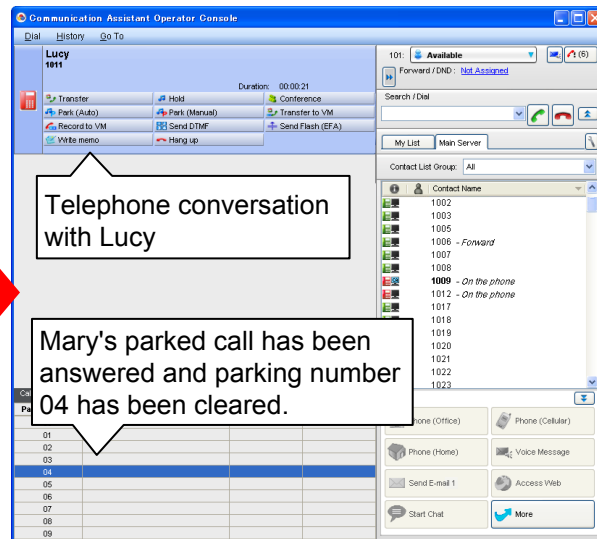 Communication Assistant Operator Console
Dial History Go To
Lucy
1011
Duration: 00:00:21
Transfer Hold Conference
Park (Auto) Park (Manual) Transfer to VM
Record to VM Send DTMF Send Flash (EFA)
Write memo Hang up
Telephone conversation
with Lucy
Mary's parked call has been
answered and parking number
04 has been cleared.
01
02
03
04
05
06
07
08
09
101: Available (6)
Forward / DND : Not Assigned
Search / Dial
My List Main Server
Contact List Group: All
Contact Name
1002
1003
1005
1006 - Forward
1007
1008
1009 - On the phone
1012 - On the phone
1017
1018
1019
1020
1021
1022
1023
Phone (Office) Phone (Cellular)
Phone (Home) Voice Message
Send E-mail 1 Access Web
Start Chat More